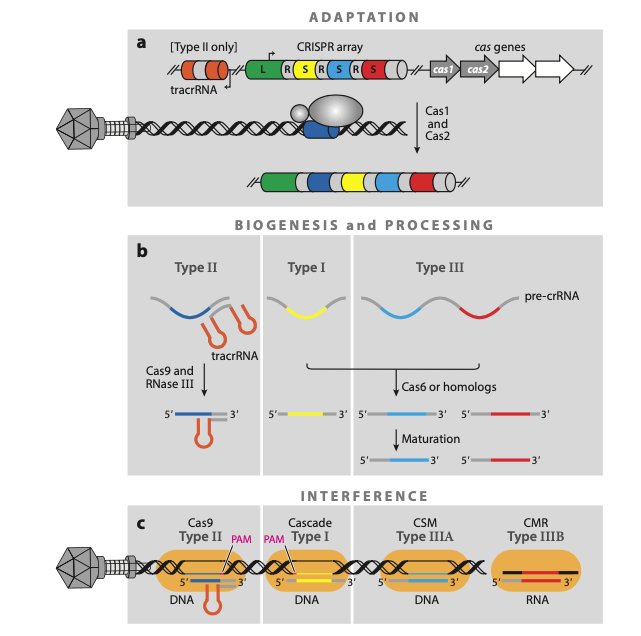 ADAPTATION
a
[Type II only]
CRISPR array
cas genes
L R S R S R S
cas1 cas2
tracrRNA
Cas1
and
Cas2
BIOGENESIS and PROCESSING
b
Type II
Type I
Type III
pre-crRNA
tracrRNA
Cas9 and
RNase III
Cas6 or homologs
5′ 3′
5′ 3′
5′ 3′
5′ 3′
Maturation
5′ 3′
5′ 3′
INTERFERENCE
c
Cas9
Type II
PAM
Cascade
Type I
PAM
CSM
Type IIIA
CMR
Type IIIB
5′ 3′
5′ 3′
5′ 3′
5′ 3′
DNA
DNA
DNA
RNA